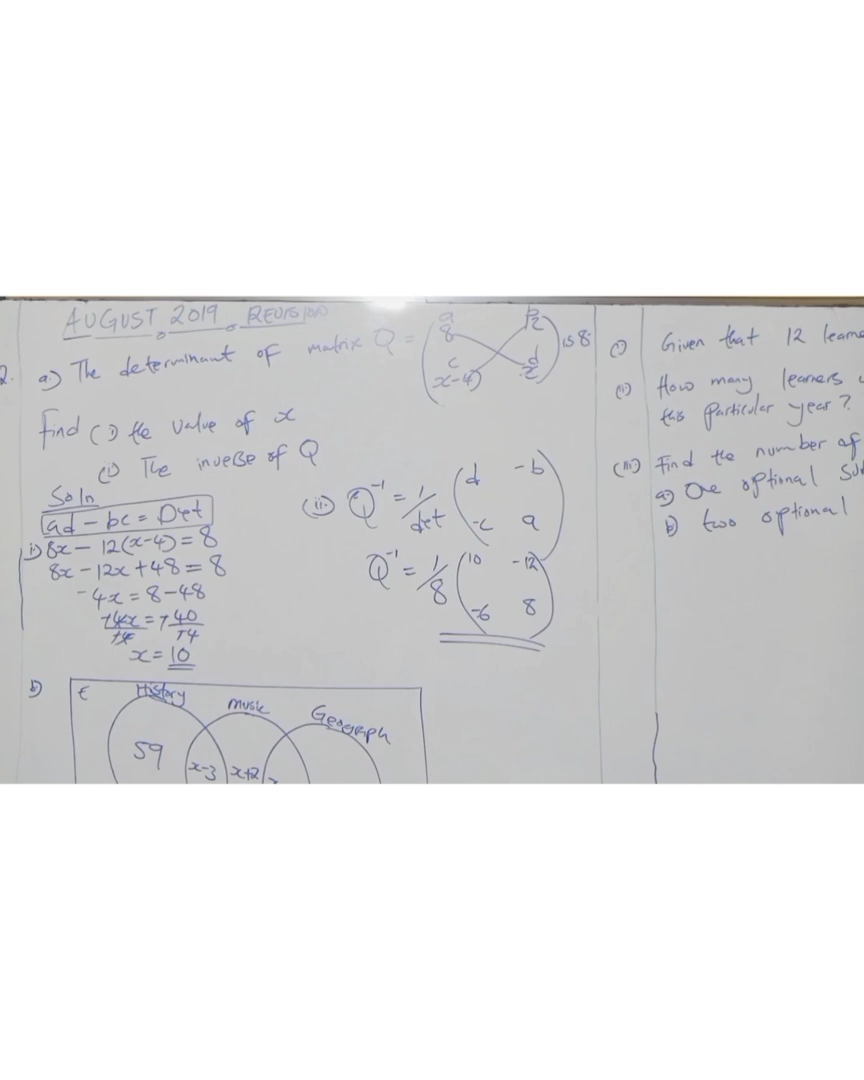 AUGUST 2019 REVISION
2. a) The determinant of matrix Q = ( a 8 b 12 c x-4 d x ) is 8.
Find (i) the value of x
(ii) The inverse of Q
Soln
ad - bc = Det
i) 8x - 12(x-4) = 8
8x - 12x + 48 = 8
-4x = 8 - 48
-4x = -40
-4 -4
x = 10
(ii) Q⁻¹ = 1/det ( d -b
-c a )
Q⁻¹ = 1/8 ( 10 -12
-6 8 )
b) History Music Geograph
59 x-3 x+2
(i) Given that 12 learne
(ii) How many learners
this particular year?
(iii) Find the number of
a) One optional Sub
b) two optional